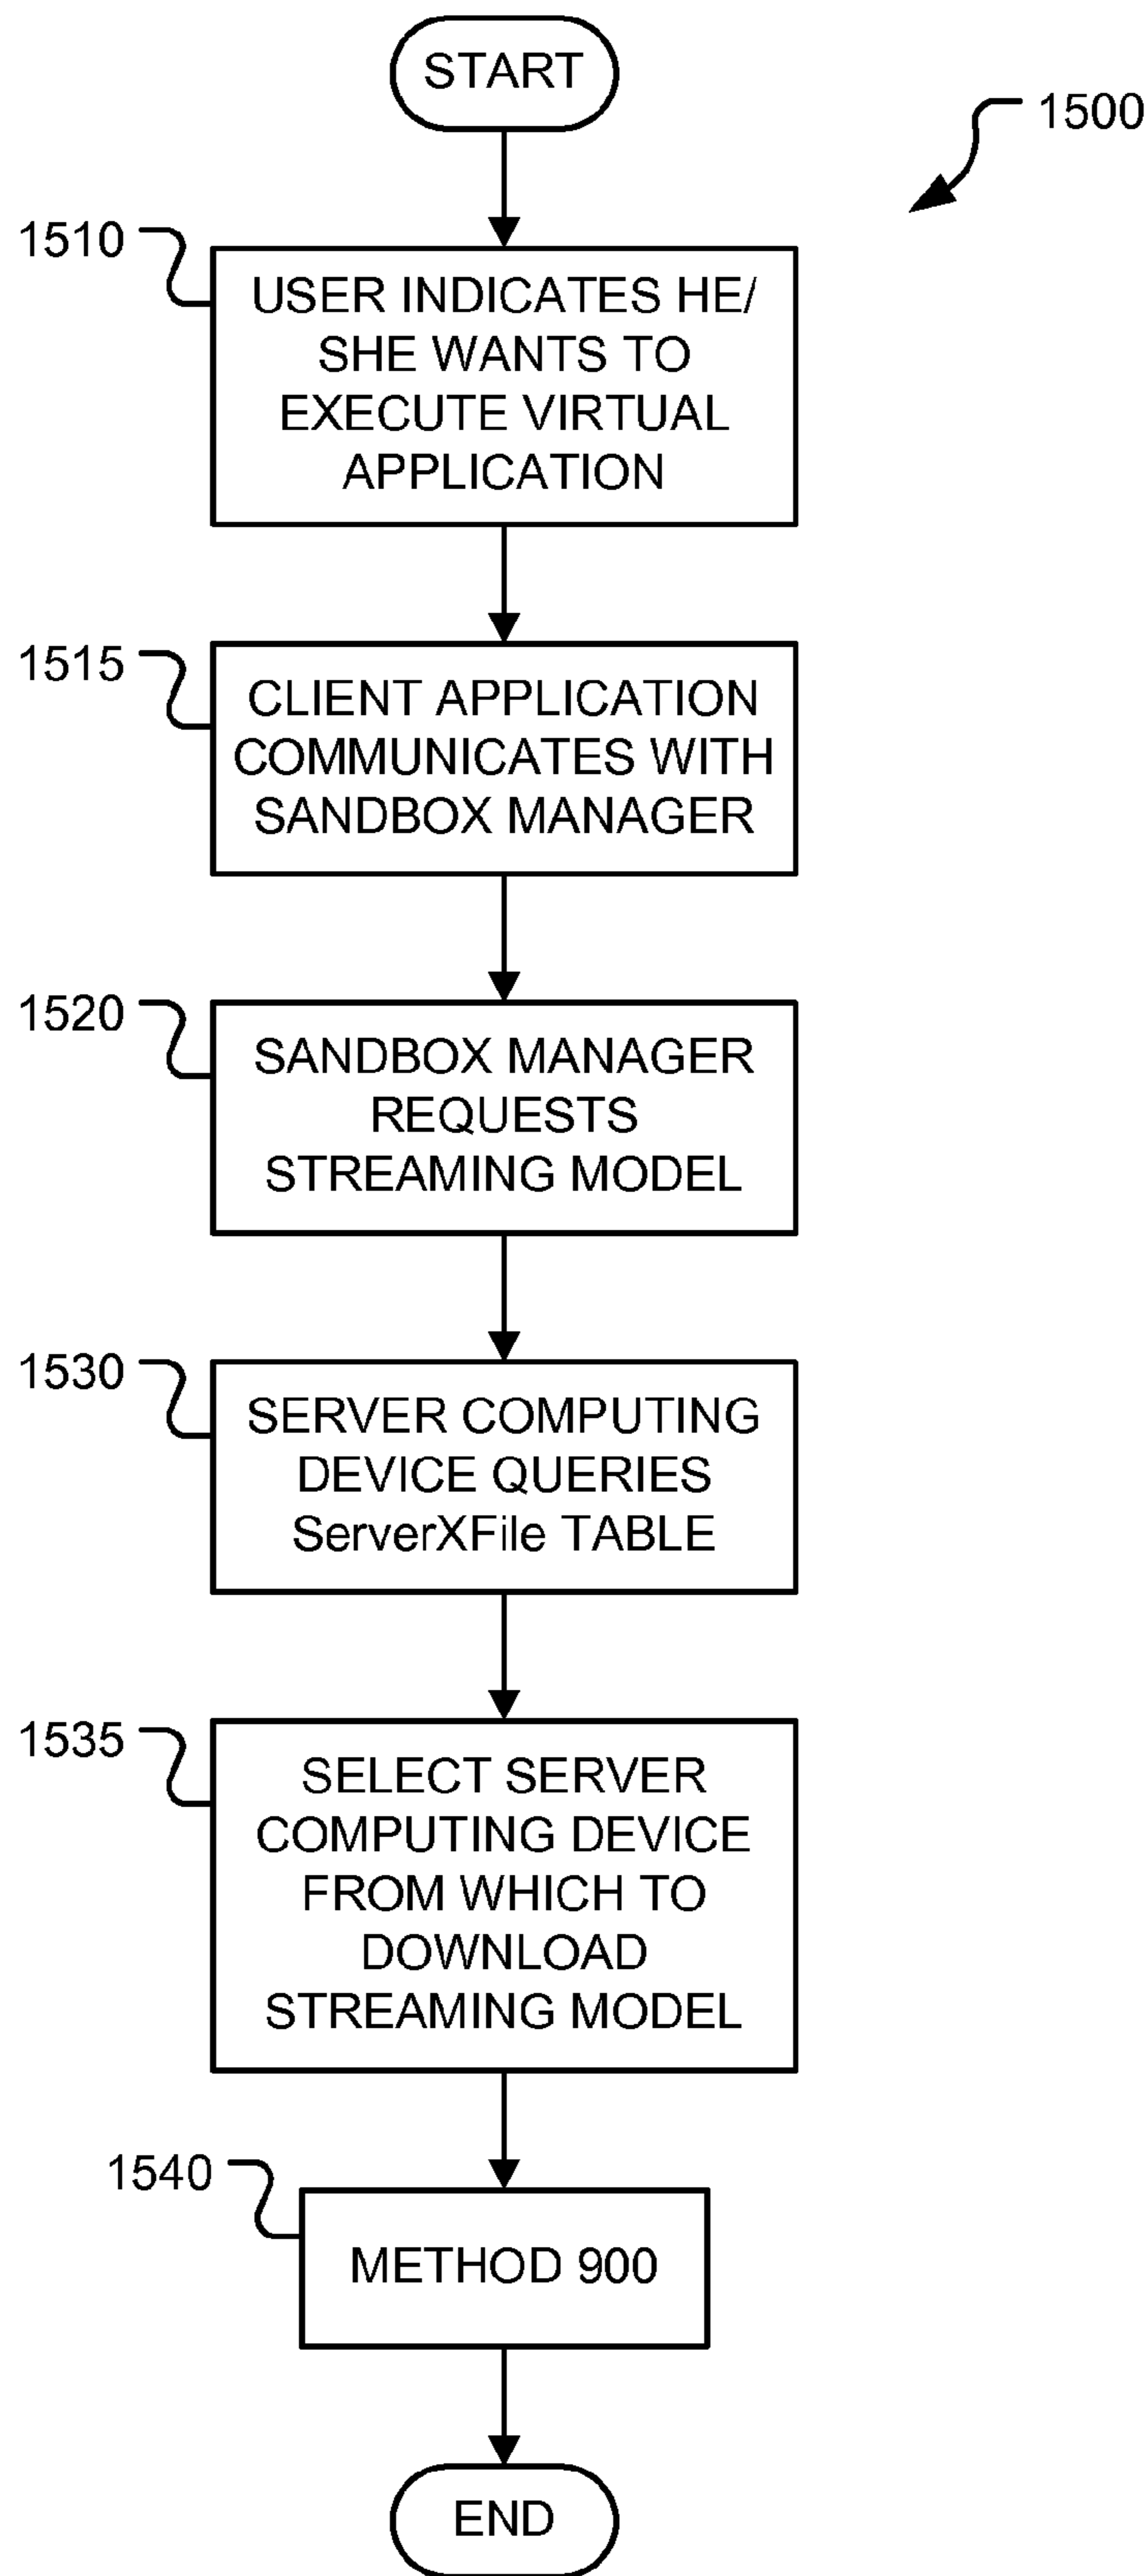 START
1500
1510
USER INDICATES HE/
SHE WANTS TO
EXECUTE VIRTUAL
APPLICATION
1515
CLIENT APPLICATION
COMMUNICATES WITH
SANDBOX MANAGER
1520
SANDBOX MANAGER
REQUESTS
STREAMING MODEL
1530
SERVER COMPUTING
DEVICE QUERIES
ServerXFile TABLE
1535
SELECT SERVER
COMPUTING DEVICE
FROM WHICH TO
DOWNLOAD
STREAMING MODEL
1540
METHOD 900
END